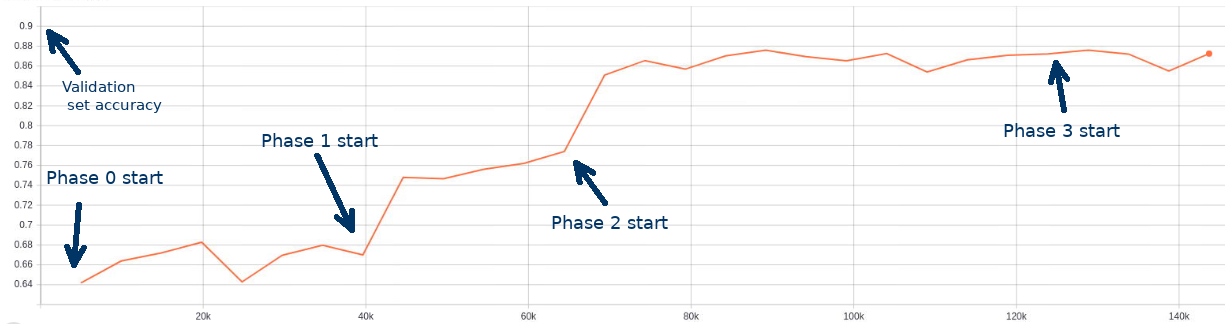 0.9
0.88
0.86
0.84
0.82
0.8
0.78
0.76
0.74
0.72
0.7
0.68
0.66
0.64
Validation
set accuracy
Phase 0 start
Phase 1 start
Phase 2 start
Phase 3 start
20k
40k
60k
80k
100k
120k
140k